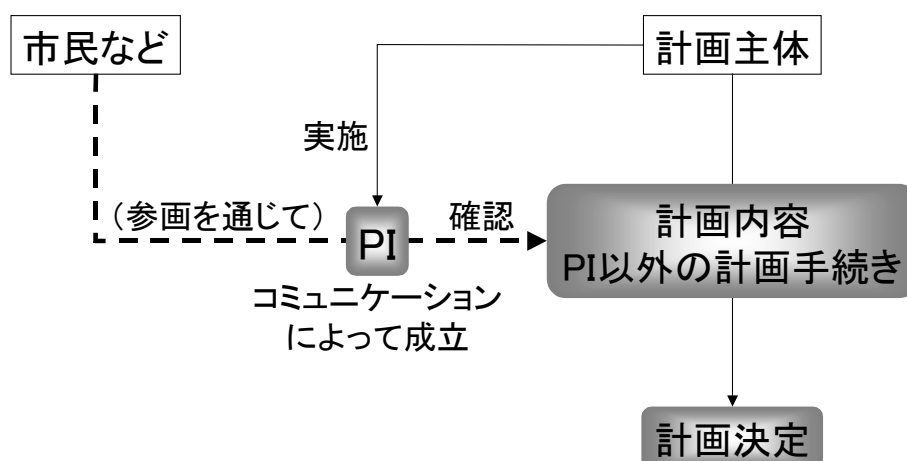 市民など
計画主体
実施
（参画を通じて）
PI
確認
計画内容
PI以外の計画手続き
コミュニケーション
によって成立
計画決定